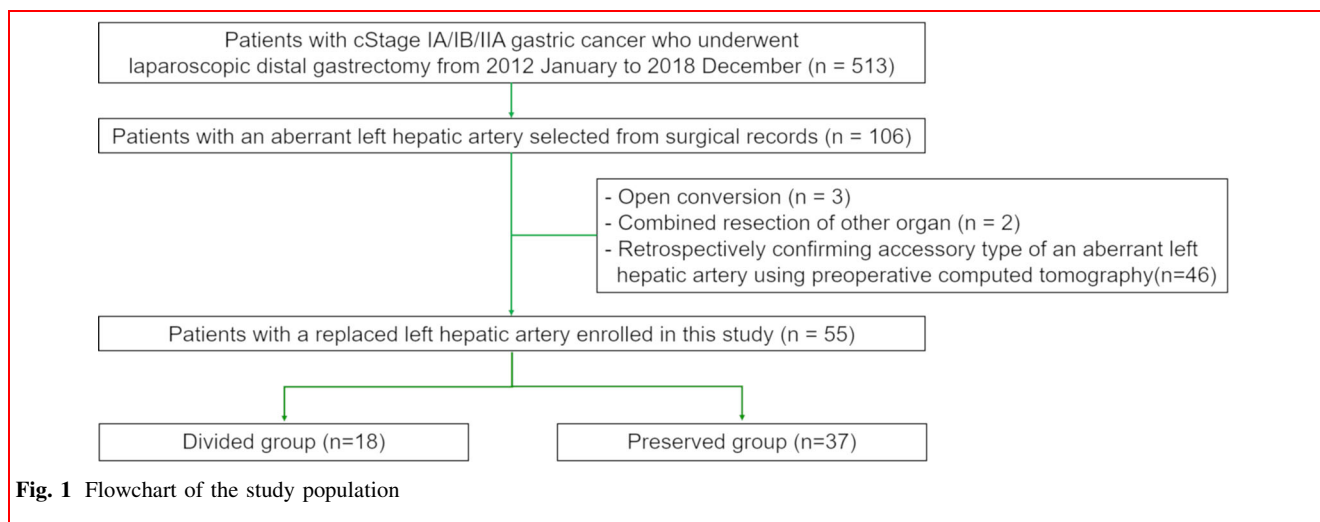 Patients with cStage IA/IB/IIA gastric cancer who underwent
laparoscopic distal gastrectomy from 2012 January to 2018 December (n = 513)
Patients with an aberrant left hepatic artery selected from surgical records (n = 106)
- Open conversion (n = 3)
- Combined resection of other organ (n = 2)
- Retrospectively confirming accessory type of an aberrant left
hepatic artery using preoperative computed tomography(n=46)
Patients with a replaced left hepatic artery enrolled in this study (n = 55)
Divided group (n=18)
Preserved group (n=37)
Fig. 1 Flowchart of the study population